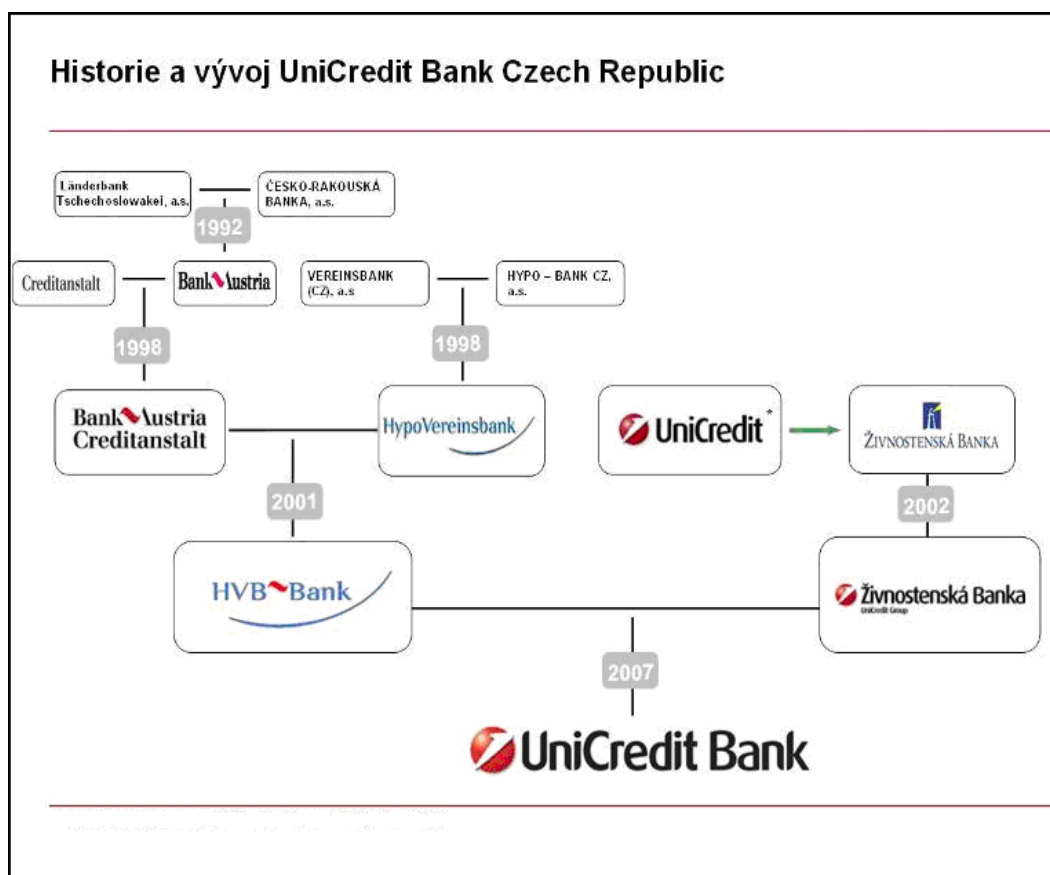 Historie a vývoj UniCredit Bank Czech Republic
Länderbank
Tschechoslowakei, a.s.
ČESKO-RAKOUSKÁ
BANKA, a.s.
1992
Creditanstalt
Bank Austria
VEREINSBANK
(CZ), a.s
HYPO – BANK CZ,
a.s.
1998
1998
Bank Austria
Creditanstalt
HypoVereinsbank
UniCredit*
ŽIVNOSTENSKÁ BANKA
2001
2002
HVB Bank
Živnostenská Banka
UniCredit Group
2007
UniCredit Bank